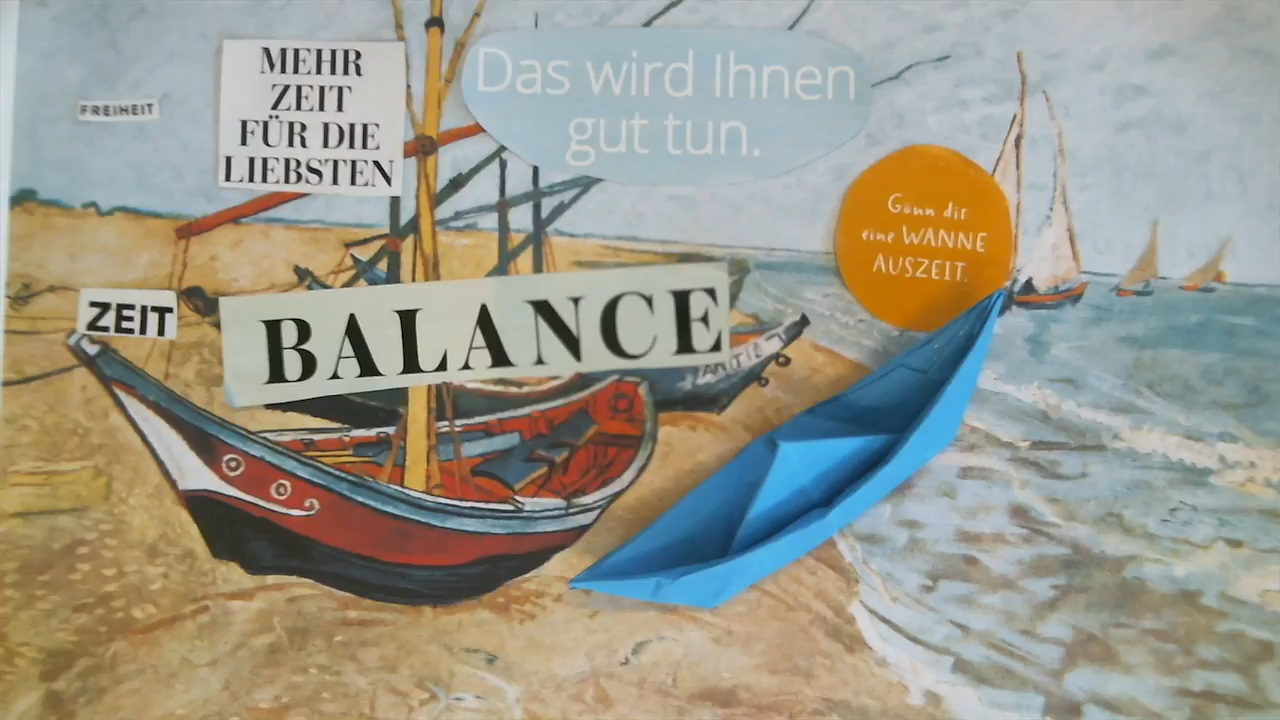 FREIHEIT
MEHR
ZEIT
FÜR DIE
LIEBSTEN
Das wird Ihnen
gut tun.
Gönn dir
eine WANNE
AUSZEIT.
ZEIT
BALANCE